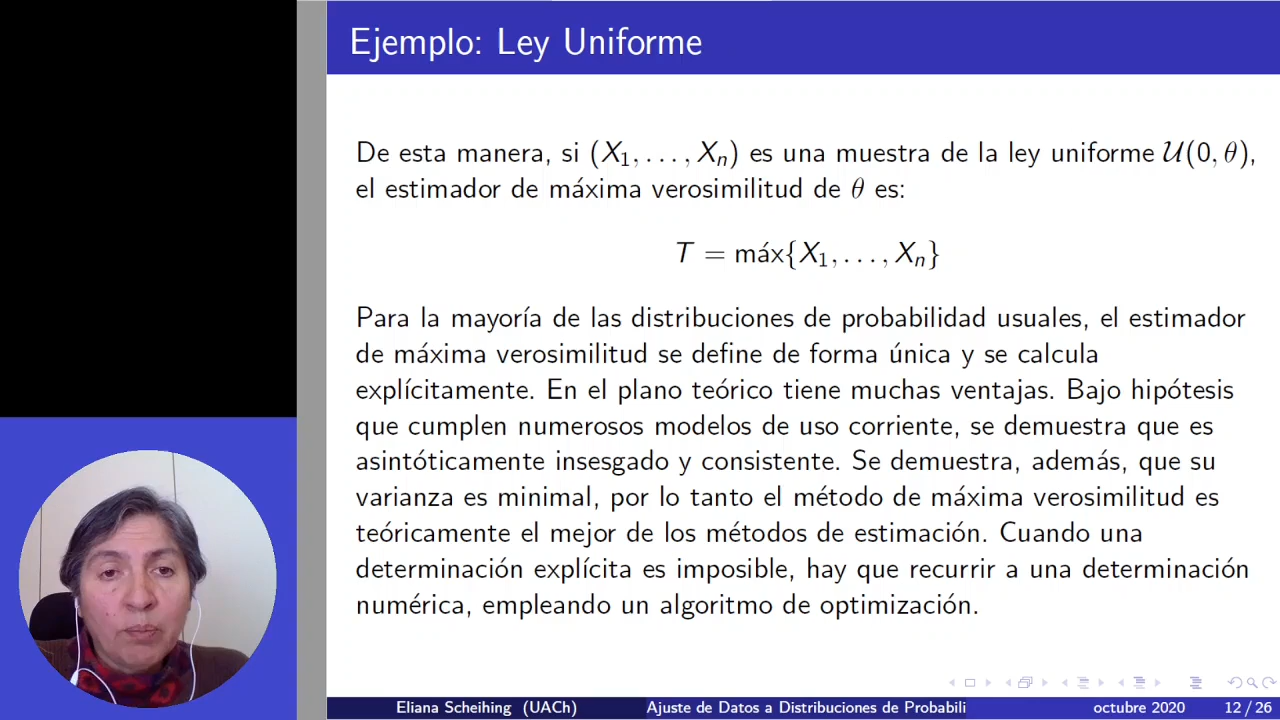 Ejemplo: Ley Uniforme
De esta manera, si (X₁, . . . , Xₙ) es una muestra de la ley uniforme 𝒰(0, θ),
el estimador de máxima verosimilitud de θ es:
T = máx{X₁, . . . , Xₙ}
Para la mayoría de las distribuciones de probabilidad usuales, el estimador
de máxima verosimilitud se define de forma única y se calcula
explícitamente. En el plano teórico tiene muchas ventajas. Bajo hipótesis
que cumplen numerosos modelos de uso corriente, se demuestra que es
asintóticamente insesgado y consistente. Se demuestra, además, que su
varianza es minimal, por lo tanto el método de máxima verosimilitud es
teóricamente el mejor de los métodos de estimación. Cuando una
determinación explícita es imposible, hay que recurrir a una determinación
numérica, empleando un algoritmo de optimización.
Eliana Scheihing (UACh) Ajuste de Datos a Distribuciones de Probabili octubre 2020 12 / 26